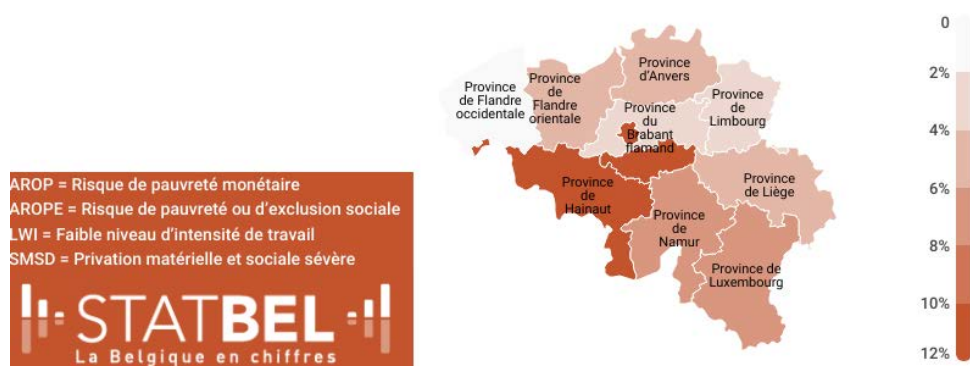 AROP = Risque de pauvreté monétaire
AROPE = Risque de pauvreté ou d'exclusion sociale
LWI = Faible niveau d'intensité de travail
SMSD = Privation matérielle et sociale sévère
STATBEL
La Belgique en chiffres
Province
de Flandre
occidentale
Province
de
Flandre
orientale
Province
d'Anvers
Province
de
Limbourg
Province
du
Brabant
flamand
Province
de
Hainaut
Province
de Liège
Province
de
Namur
Province de
Luxembourg
0
2%
4%
6%
8%
10%
12%